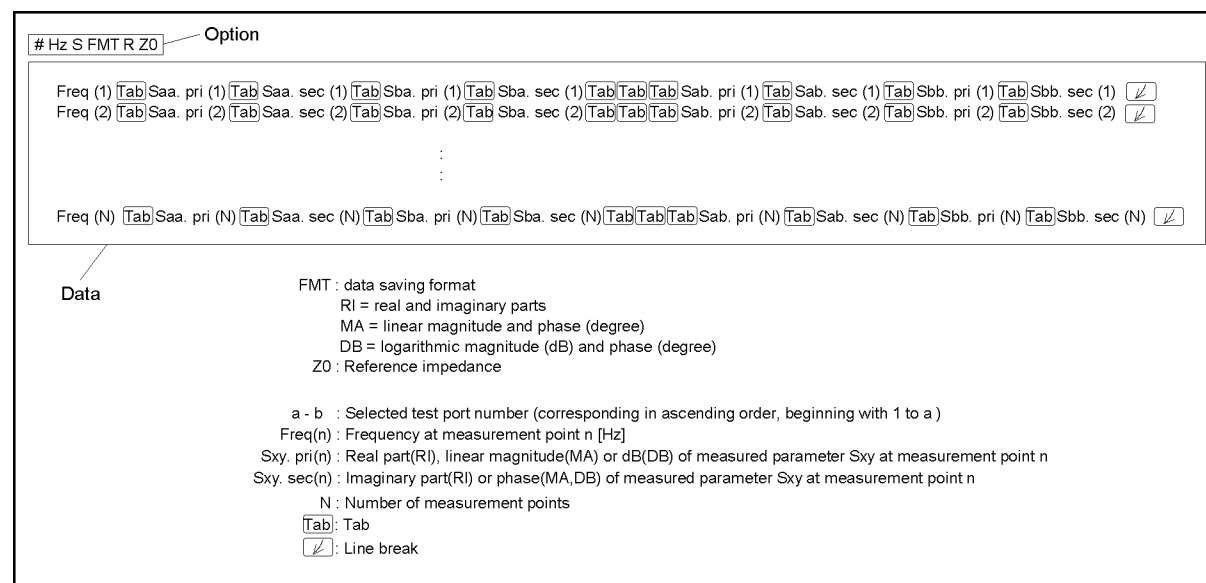 # Hz S FMT R Z0
Option
Freq (1) Tab Saa. pri (1) Tab Saa. sec (1) Tab Sba. pri (1) Tab Sba. sec (1) Tab Tab Tab Sab. pri (1) Tab Sab. sec (1) Tab Sbb. pri (1) Tab Sbb. sec (1)
Freq (2) Tab Saa. pri (2) Tab Saa. sec (2) Tab Sba. pri (2) Tab Sba. sec (2) Tab Tab Tab Sab. pri (2) Tab Sab. sec (2) Tab Sbb. pri (2) Tab Sbb. sec (2)
:
:
Freq (N) Tab Saa. pri (N) Tab Saa. sec (N) Tab Sba. pri (N) Tab Sba. sec (N) Tab Tab Tab Sab. pri (N) Tab Sab. sec (N) Tab Sbb. pri (N) Tab Sbb. sec (N)
Data
FMT : data saving format
RI = real and imaginary parts
MA = linear magnitude and phase (degree)
DB = logarithmic magnitude (dB) and phase (degree)
Z0 : Reference impedance
a - b : Selected test port number (corresponding in ascending order, beginning with 1 to a )
Freq(n) : Frequency at measurement point n [Hz]
Sxy. pri(n) : Real part(RI), linear magnitude(MA) or dB(DB) of measured parameter Sxy at measurement point n
Sxy. sec(n) : Imaginary part(RI) or phase(MA,DB) of measured parameter Sxy at measurement point n
N : Number of measurement points
Tab : Tab
: Line break